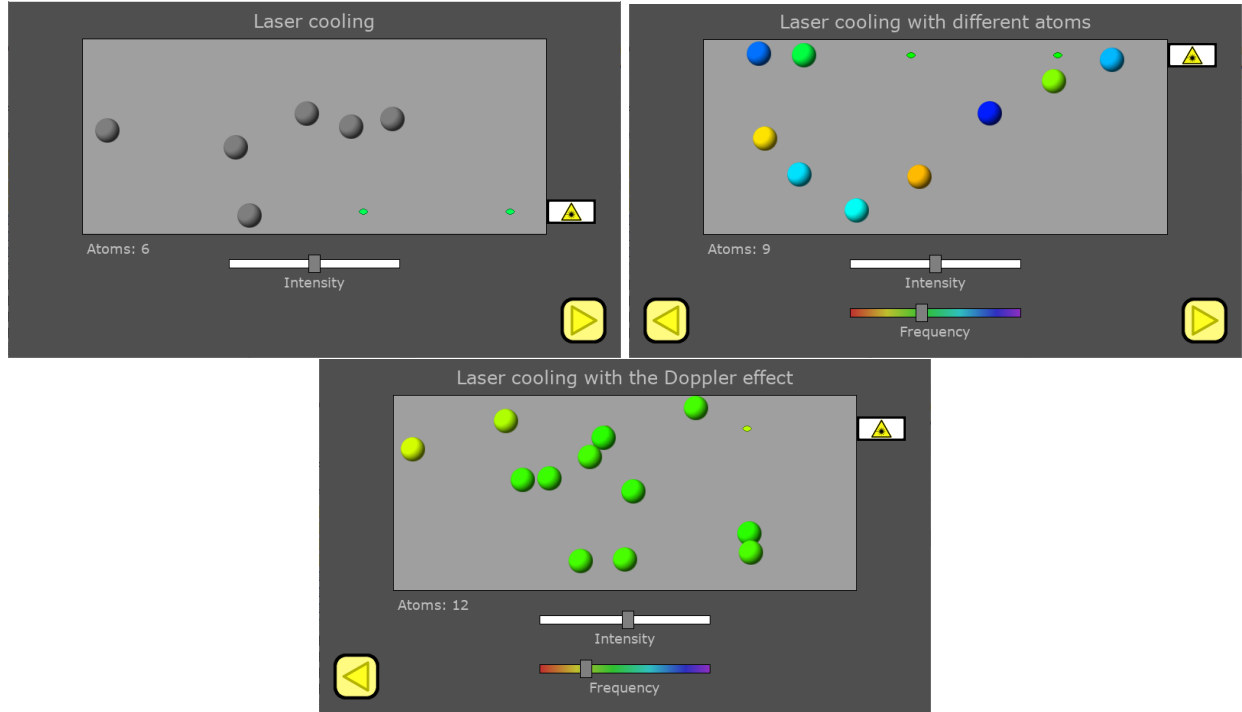 Laser cooling
Atoms: 6
Intensity
Laser cooling with different atoms
Atoms: 9
Intensity
Frequency
Laser cooling with the Doppler effect
Atoms: 12
Intensity
Frequency